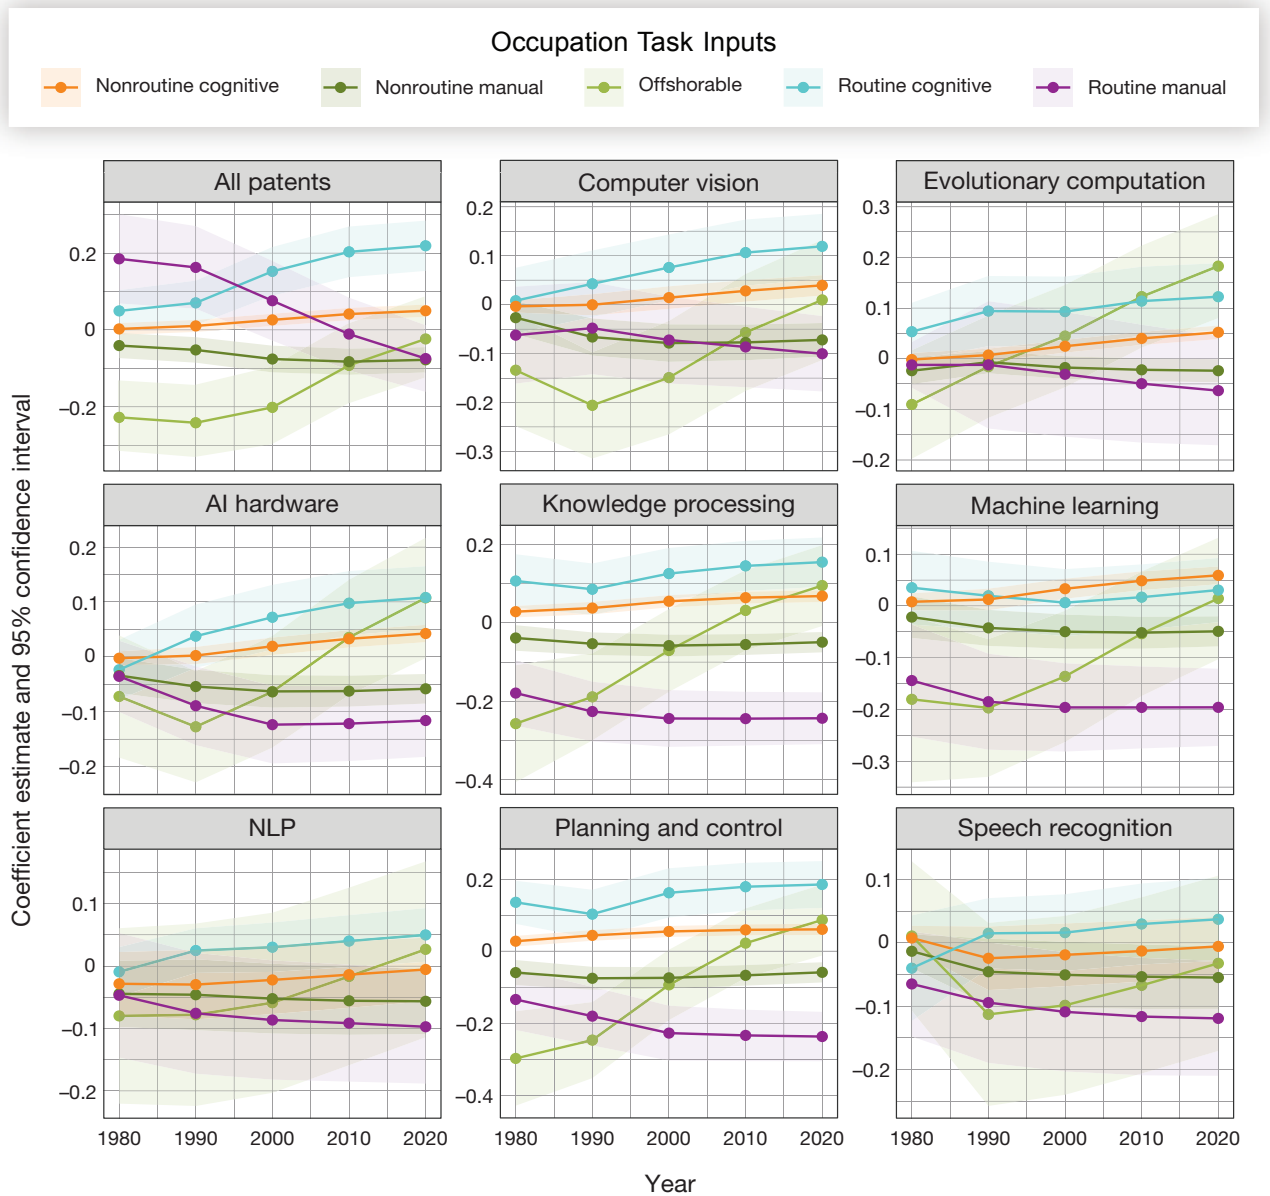 Occupation Task Inputs
Nonroutine cognitive Nonroutine manual Offshorable Routine cognitive Routine manual
Coefficient estimate and 95% confidence interval
All patents
0.2
0
−0.2
Computer vision
0.2
0.1
0
−0.1
−0.2
−0.3
Evolutionary computation
0.3
0.2
0.1
0
−0.1
−0.2
AI hardware
0.2
0.1
0
−0.1
−0.2
Knowledge processing
0.2
0
−0.2
−0.4
Machine learning
0.1
0
−0.1
−0.2
−0.3
NLP
0.1
0
−0.1
−0.2
1980 1990 2000 2010 2020
Planning and control
0.2
0
−0.2
−0.4
1980 1990 2000 2010 2020
Speech recognition
0.1
0
−0.1
−0.2
1980 1990 2000 2010 2020
Year